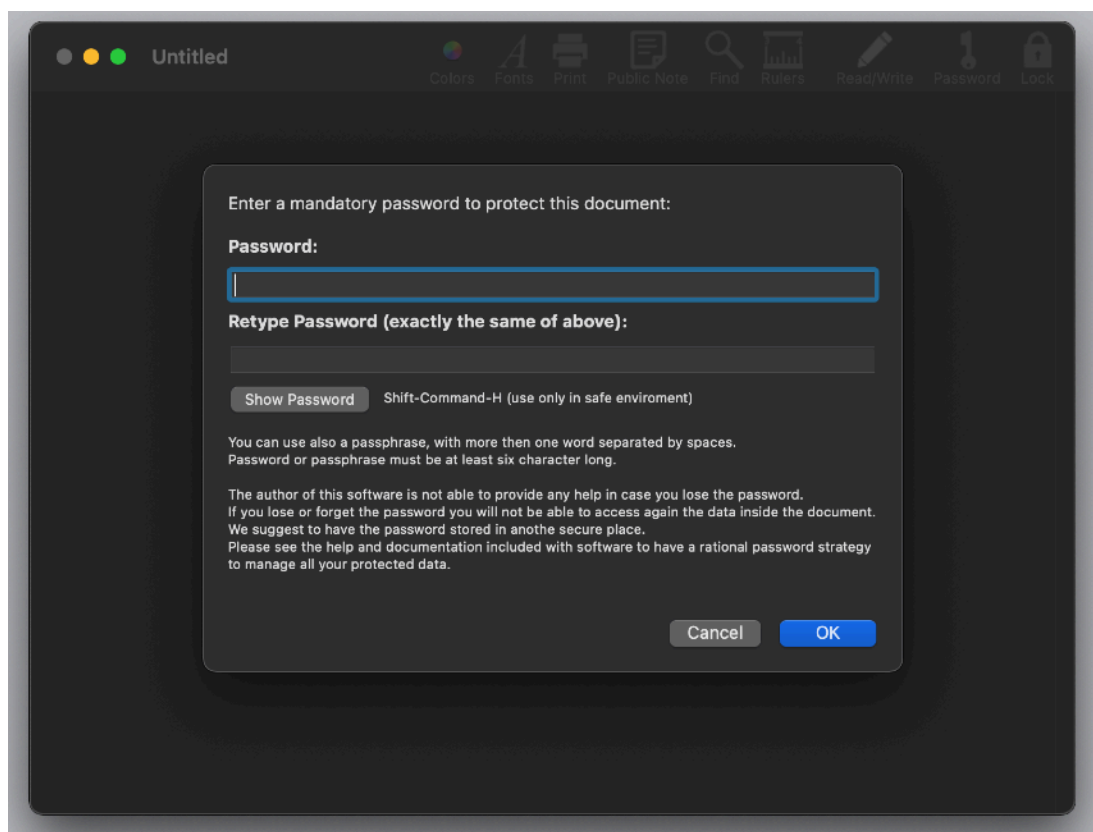 Untitled
Colors Fonts Print Public Note Find Rulers Read/Write Password Lock
Enter a mandatory password to protect this document:
Password:
Retype Password (exactly the same of above):
Show Password Shift-Command-H (use only in safe enviroment)
You can use also a passphrase, with more then one word separated by spaces.
Password or passphrase must be at least six character long.
The author of this software is not able to provide any help in case you lose the password.
If you lose or forget the password you will not be able to access again the data inside the document.
We suggest to have the password stored in anothe secure place.
Please see the help and documentation included with software to have a rational password strategy
to manage all your protected data.
Cancel OK